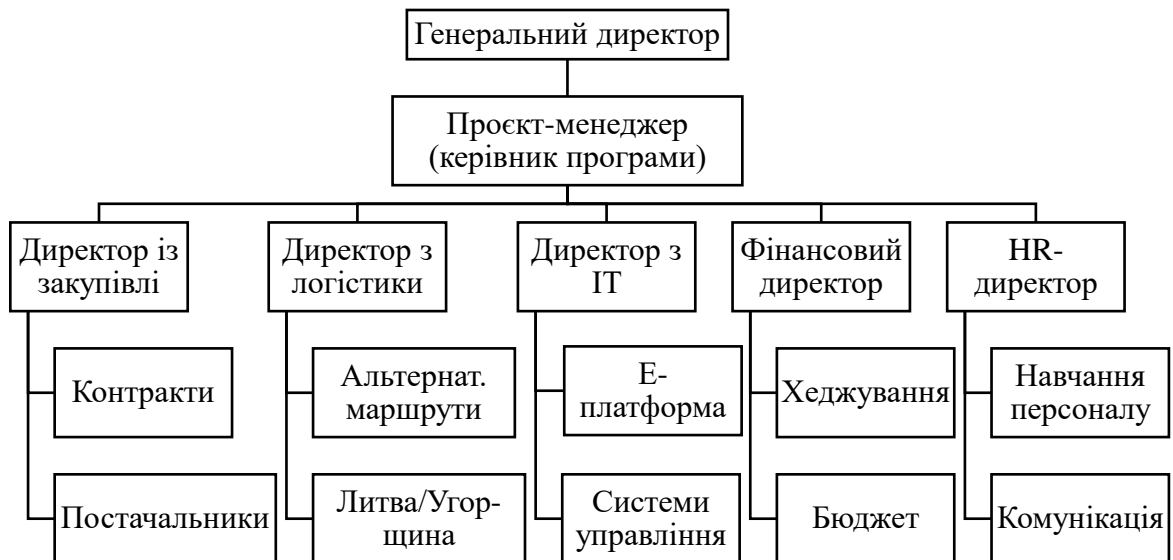 Генеральний директор
Проєкт-менеджер
(керівник програми)
Директор із
закупівлі
Директор з
логістики
Директор з
ІТ
Фінансовий
директор
HR-
директор
Контракти
Альтернат.
маршрути
Е-
платформа
Хеджування
Навчання
персоналу
Постачальники
Литва/Угор-
щина
Системи
управління
Бюджет
Комунікація